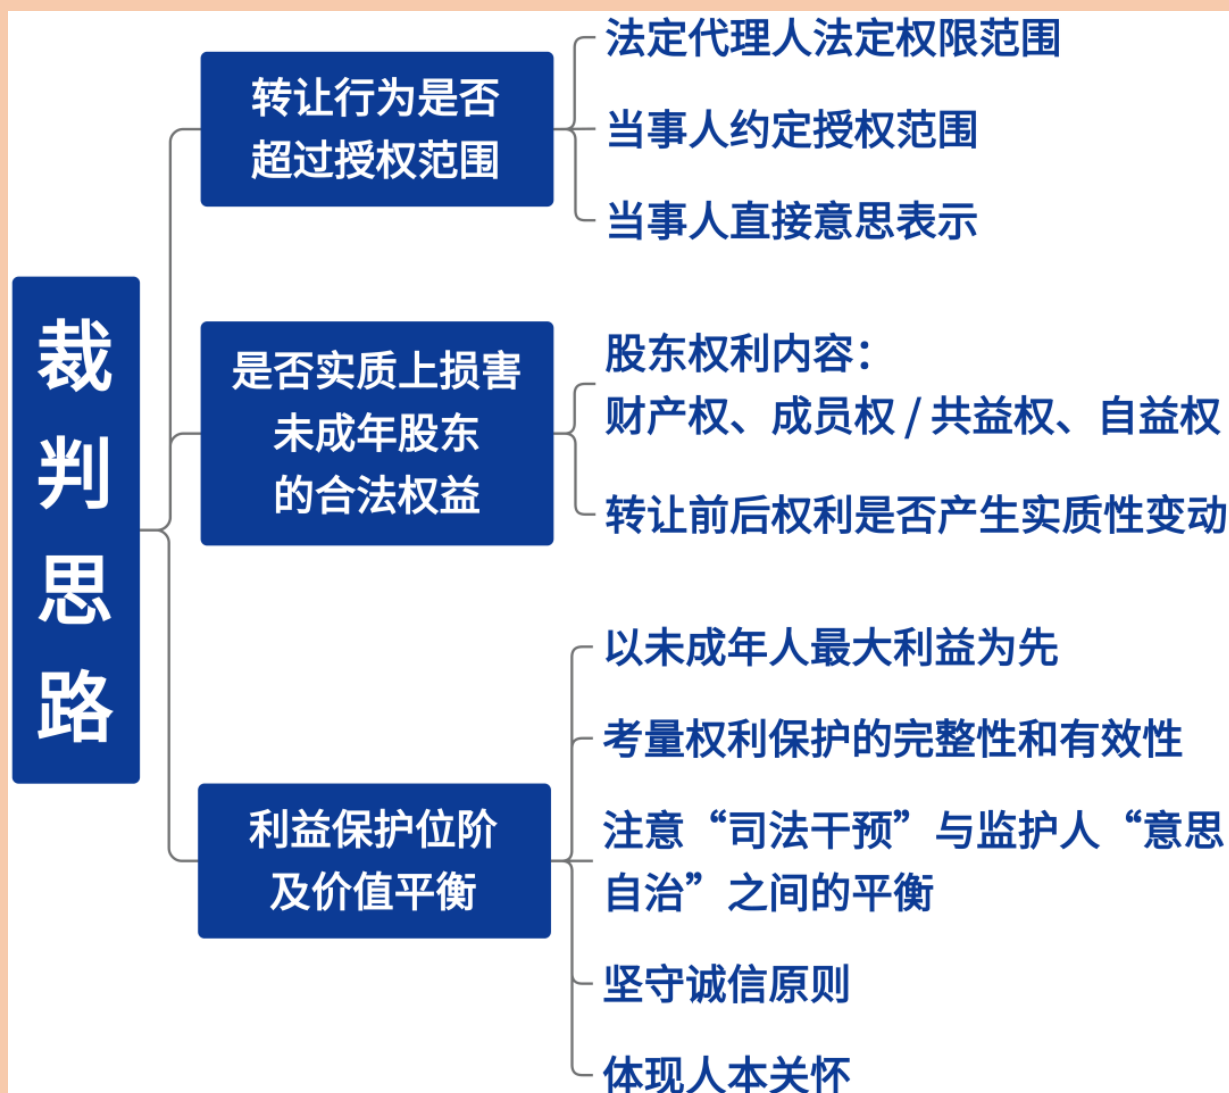 裁
判
思
路
转让行为是否
超过授权范围
法定代理人法定权限范围
当事人约定授权范围
当事人直接意思表示
是否实质上损害
未成年股东
的合法权益
股东权利内容：
财产权、成员权 / 共益权、自益权
转让前后权利是否产生实质性变动
利益保护位阶
及价值平衡
以未成年人最大利益为先
考量权利保护的完整性和有效性
注意“司法干预”与监护人“意思
自治”之间的平衡
坚守诚信原则
体现人本关怀